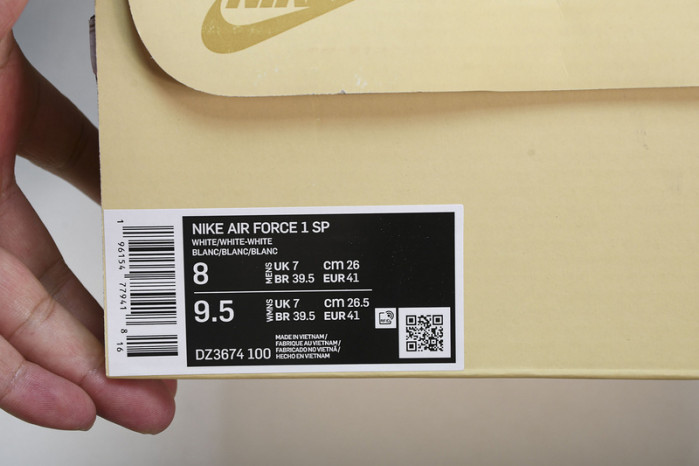 NIKE
NIKE AIR FORCE 1 SP
WHITE/WHITE-WHITE
BLANC/BLANC/BLANC
8 MENS UK 7 cm 26
BR 39.5 EUR 41
9.5 WMNS UK 7 cm 26.5
BR 39.5 EUR 41
DZ3674 100
MADE IN VIETNAM/
FABRIQUE AU VIETNAM/
FABRICADO NO VIETNÃ/
HECHO EN VIETNAM
1 96154 77941 8 16